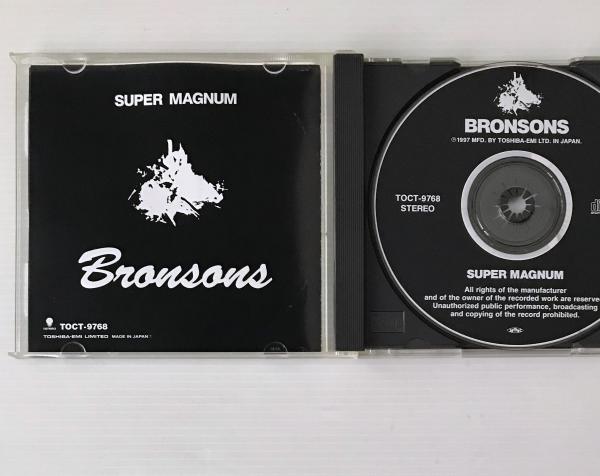 SUPER MAGNUM
Bronsons
TOCT-9768
TOSHIBA-EMI LIMITED MADE IN JAPAN
BRONSONS
℗1997 MFD. BY TOSHIBA-EMI LTD. IN JAPAN.
TOCT-9768
STEREO
SUPER MAGNUM
All rights of the manufacturer
and of the owner of the recorded work are reserved
Unauthorized public performance, broadcasting
and copying of the record prohibited.